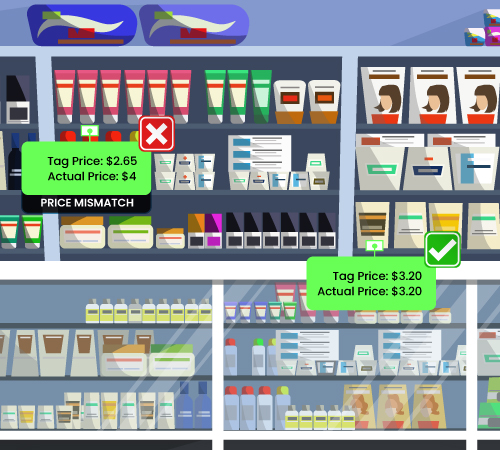 Tag Price: $2.65
Actual Price: $4
PRICE MISMATCH
Tag Price: $3.20
Actual Price: $3.20